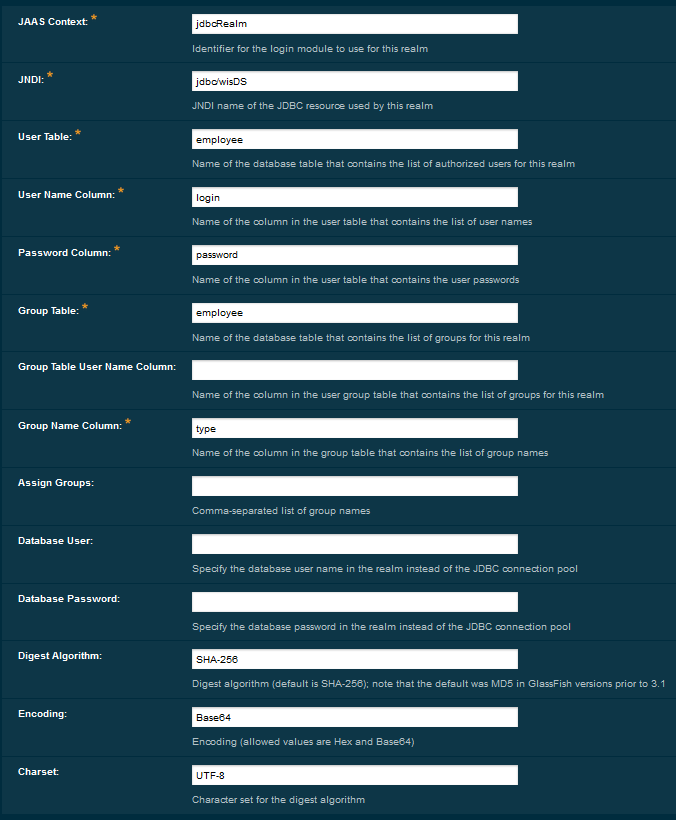 JAAS Context: *
jdbcRealm
Identifier for the login module to use for this realm
JNDI: *
jdbc/wisDS
JNDI name of the JDBC resource used by this realm
User Table: *
employee
Name of the database table that contains the list of authorized users for this realm
User Name Column: *
login
Name of the column in the user table that contains the list of user names
Password Column: *
password
Name of the column in the user table that contains the user passwords
Group Table: *
employee
Name of the database table that contains the list of groups for this realm
Group Table User Name Column:
Name of the column in the user group table that contains the list of groups for this realm
Group Name Column: *
type
Name of the column in the group table that contains the list of group names
Assign Groups:
Comma-separated list of group names
Database User:
Specify the database user name in the realm instead of the JDBC connection pool
Database Password:
Specify the database password in the realm instead of the JDBC connection pool
Digest Algorithm:
SHA-256
Digest algorithm (default is SHA-256); note that the default was MD5 in GlassFish versions prior to 3.1
Encoding:
Base64
Encoding (allowed values are Hex and Base64)
Charset:
UTF-8
Character set for the digest algorithm